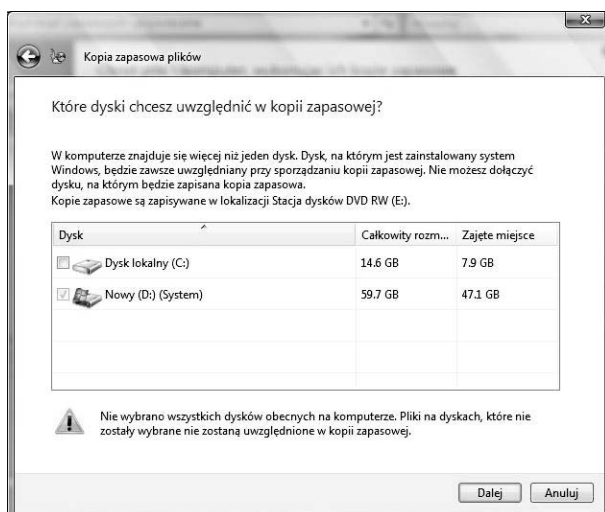 Kopia zapasowa plików
Które dyski chcesz uwzględnić w kopii zapasowej?
W komputerze znajduje się więcej niż jeden dysk. Dysk, na którym jest zainstalowany system
Windows, będzie zawsze uwzględniany przy sporządzaniu kopii zapasowej. Nie możesz dołączyć
dysku, na którym będzie zapisana kopia zapasowa.
Kopie zapasowe są zapisywane w lokalizacji Stacja dysków DVD RW (E:).
Dysk Całkowity rozm... Zajęte miejsce
Dysk lokalny (C:) 14.6 GB 7.9 GB
Nowy (D:) (System) 59.7 GB 47.1 GB
Nie wybrano wszystkich dysków obecnych na komputerze. Pliki na dyskach, które nie
zostały wybrane nie zostaną uwzględnione w kopii zapasowej.
Dalej Anuluj